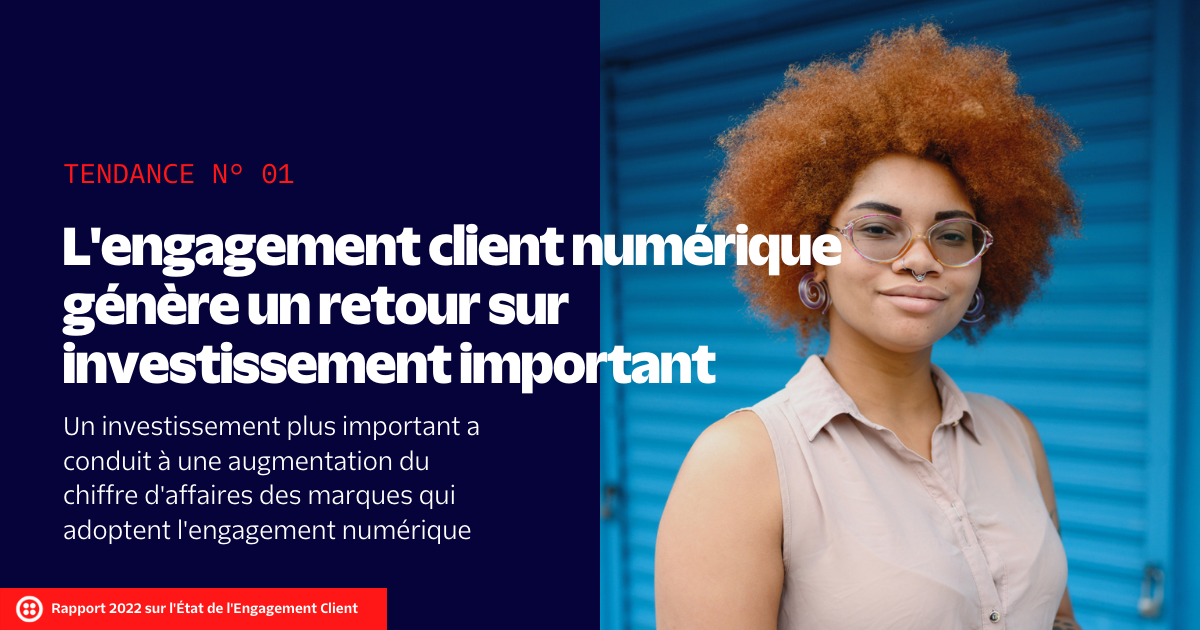 TENDANCE Nº 01
L'engagement client numérique
génère un retour sur
investissement important
Un investissement plus important a
conduit à une augmentation du
chiffre d'affaires des marques qui
adoptent l'engagement numérique
Rapport 2022 sur l'État de l'Engagement Client